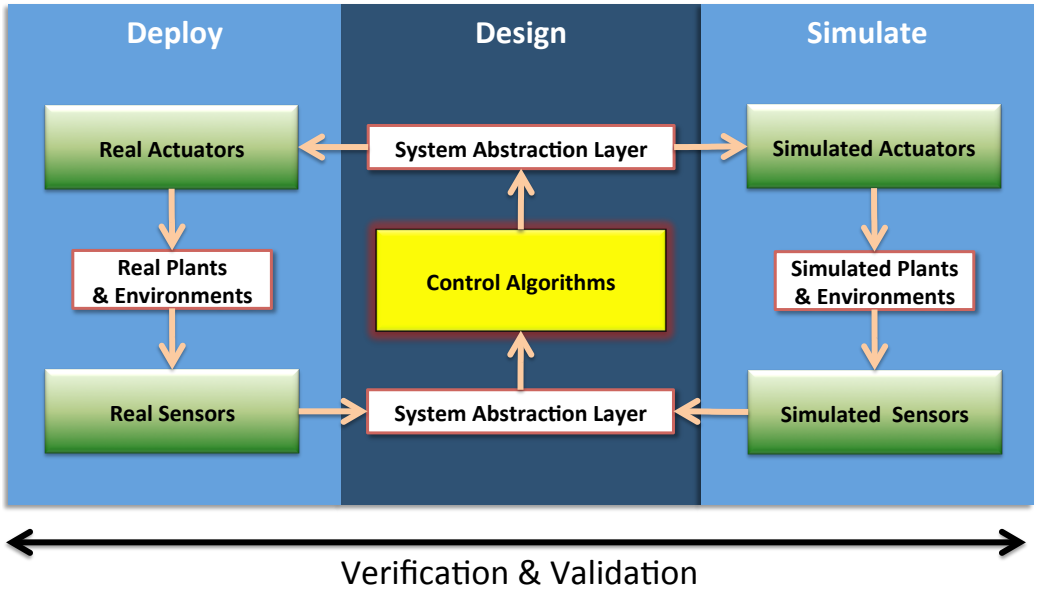 Deploy
Design
Simulate
Real Actuators
System Abstraction Layer
Simulated Actuators
Real Plants
& Environments
Control Algorithms
Simulated Plants
& Environments
Real Sensors
System Abstraction Layer
Simulated Sensors
Verification & Validation